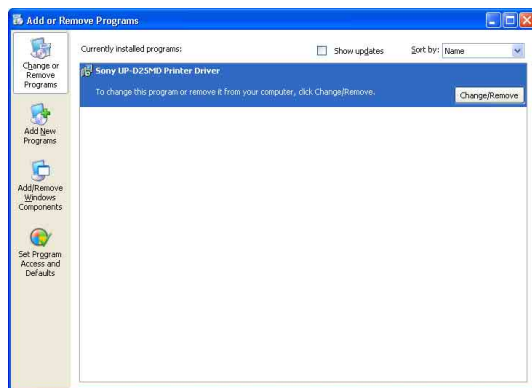 Add or Remove Programs
Change or
Remove
Programs
Add New
Programs
Add/Remove
Windows
Components
Set Program
Access and
Defaults
Currently installed programs:
Show updates
Sort by: Name
Sony UP-D25MD Printer Driver
To change this program or remove it from your computer, click Change/Remove.
Change/Remove